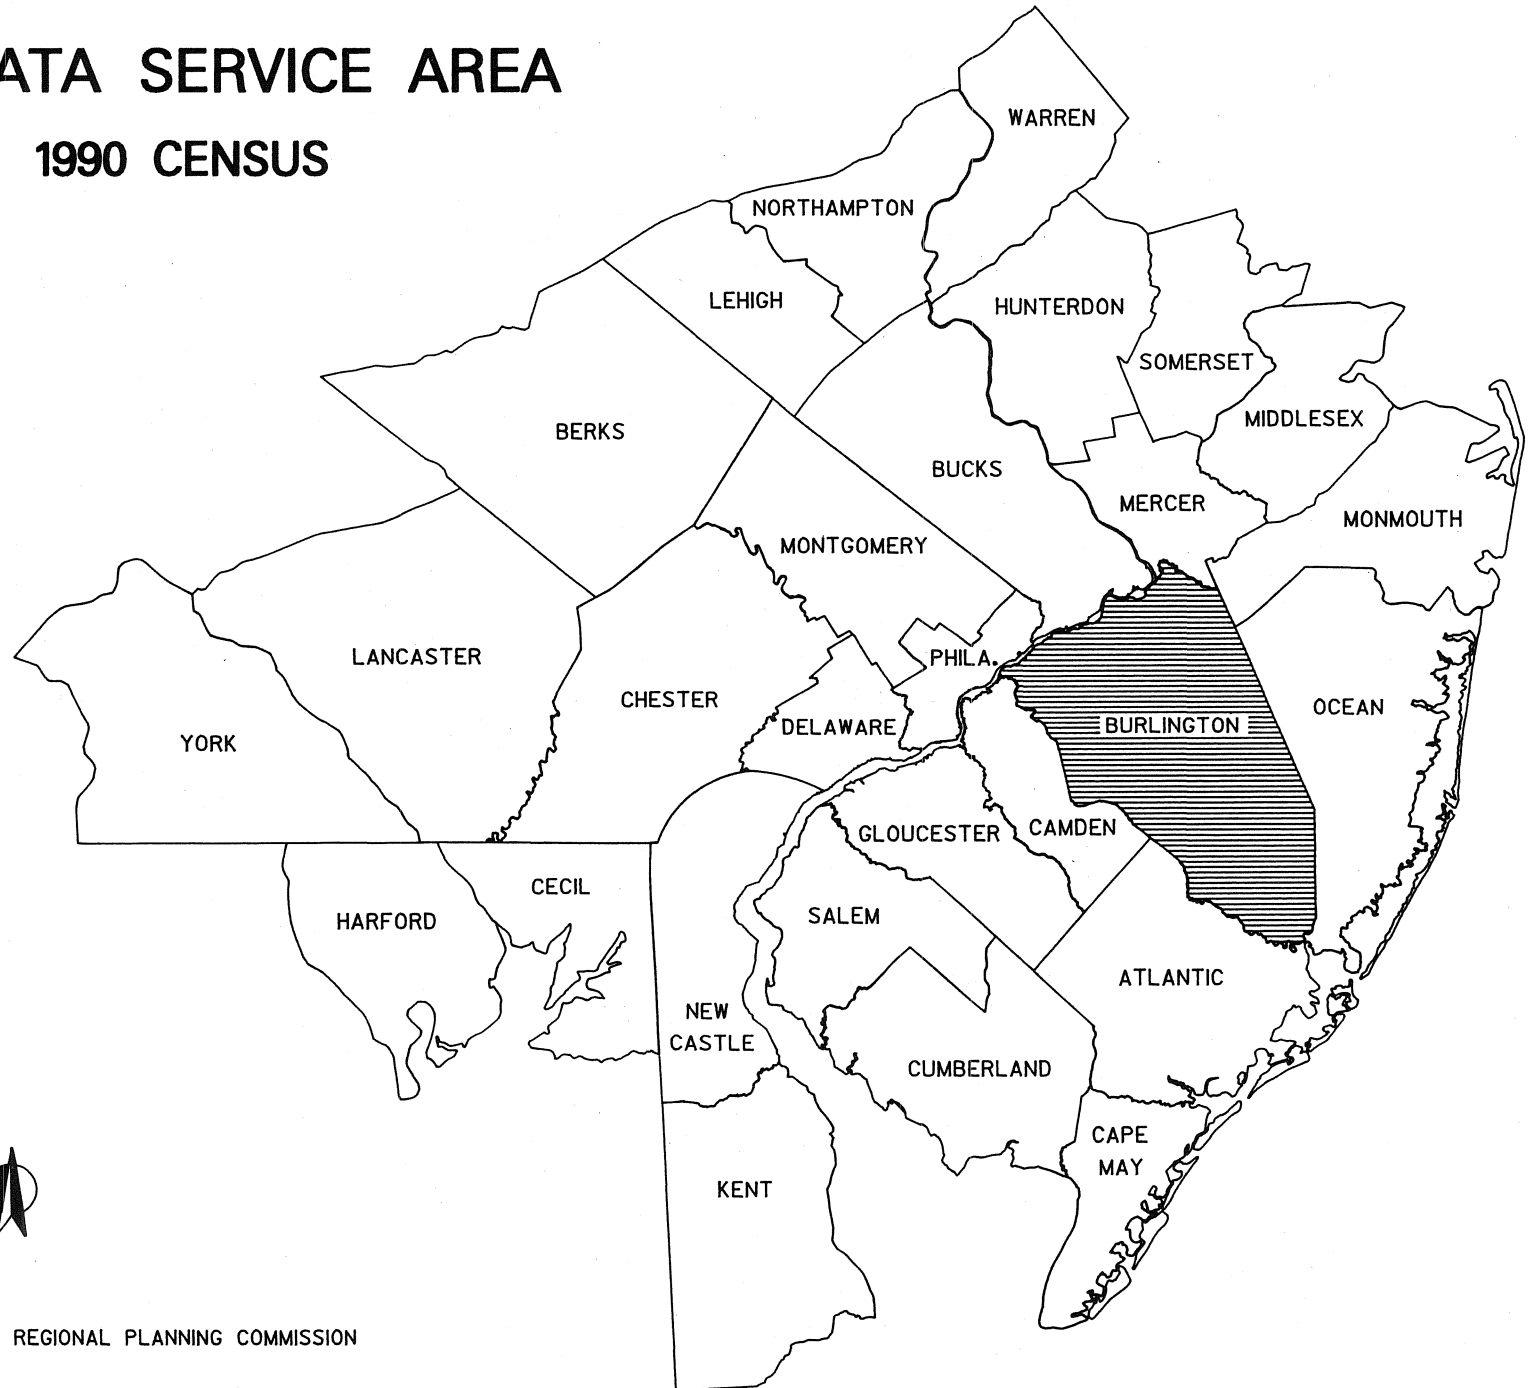 ATA SERVICE AREA
1990 CENSUS
WARREN
NORTHAMPTON
LEHIGH
HUNTERDON
SOMERSET
MIDDLESEX
BERKS
BUCKS
MERCER
MONMOUTH
MONTGOMERY
LANCASTER
PHILA.
CHESTER
DELAWARE
BURLINGTON
OCEAN
YORK
GLOUCESTER
CAMDEN
CECIL
HARFORD
SALEM
ATLANTIC
NEW
CASTLE
CUMBERLAND
CAPE
MAY
KENT
REGIONAL PLANNING COMMISSION